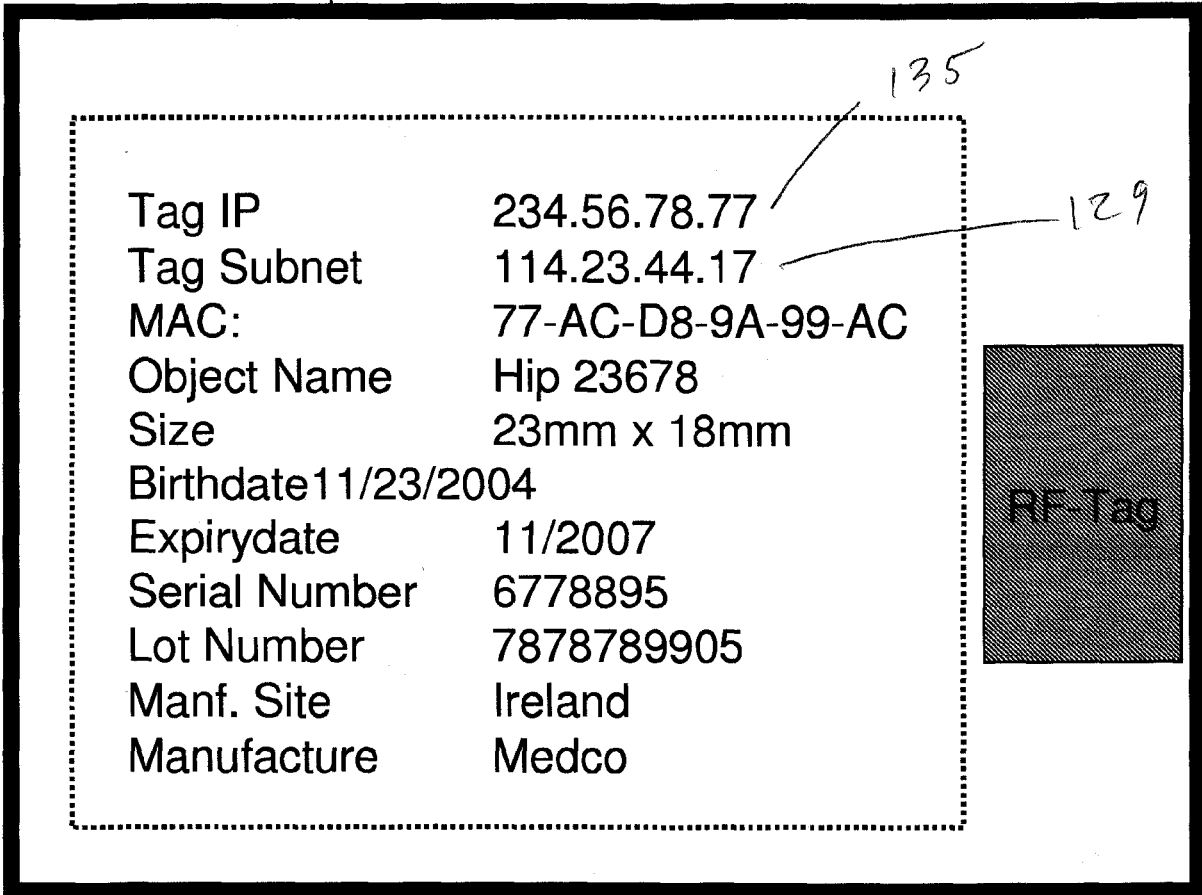 135
Tag IP 234.56.78.77
129
Tag Subnet 114.23.44.17
MAC: 77-AC-D8-9A-99-AC
Object Name Hip 23678
Size 23mm x 18mm
Birthdate11/23/2004
RF-Tag
Expirydate 11/2007
Serial Number 6778895
Lot Number 7878789905
Manf. Site Ireland
Manufacture Medco